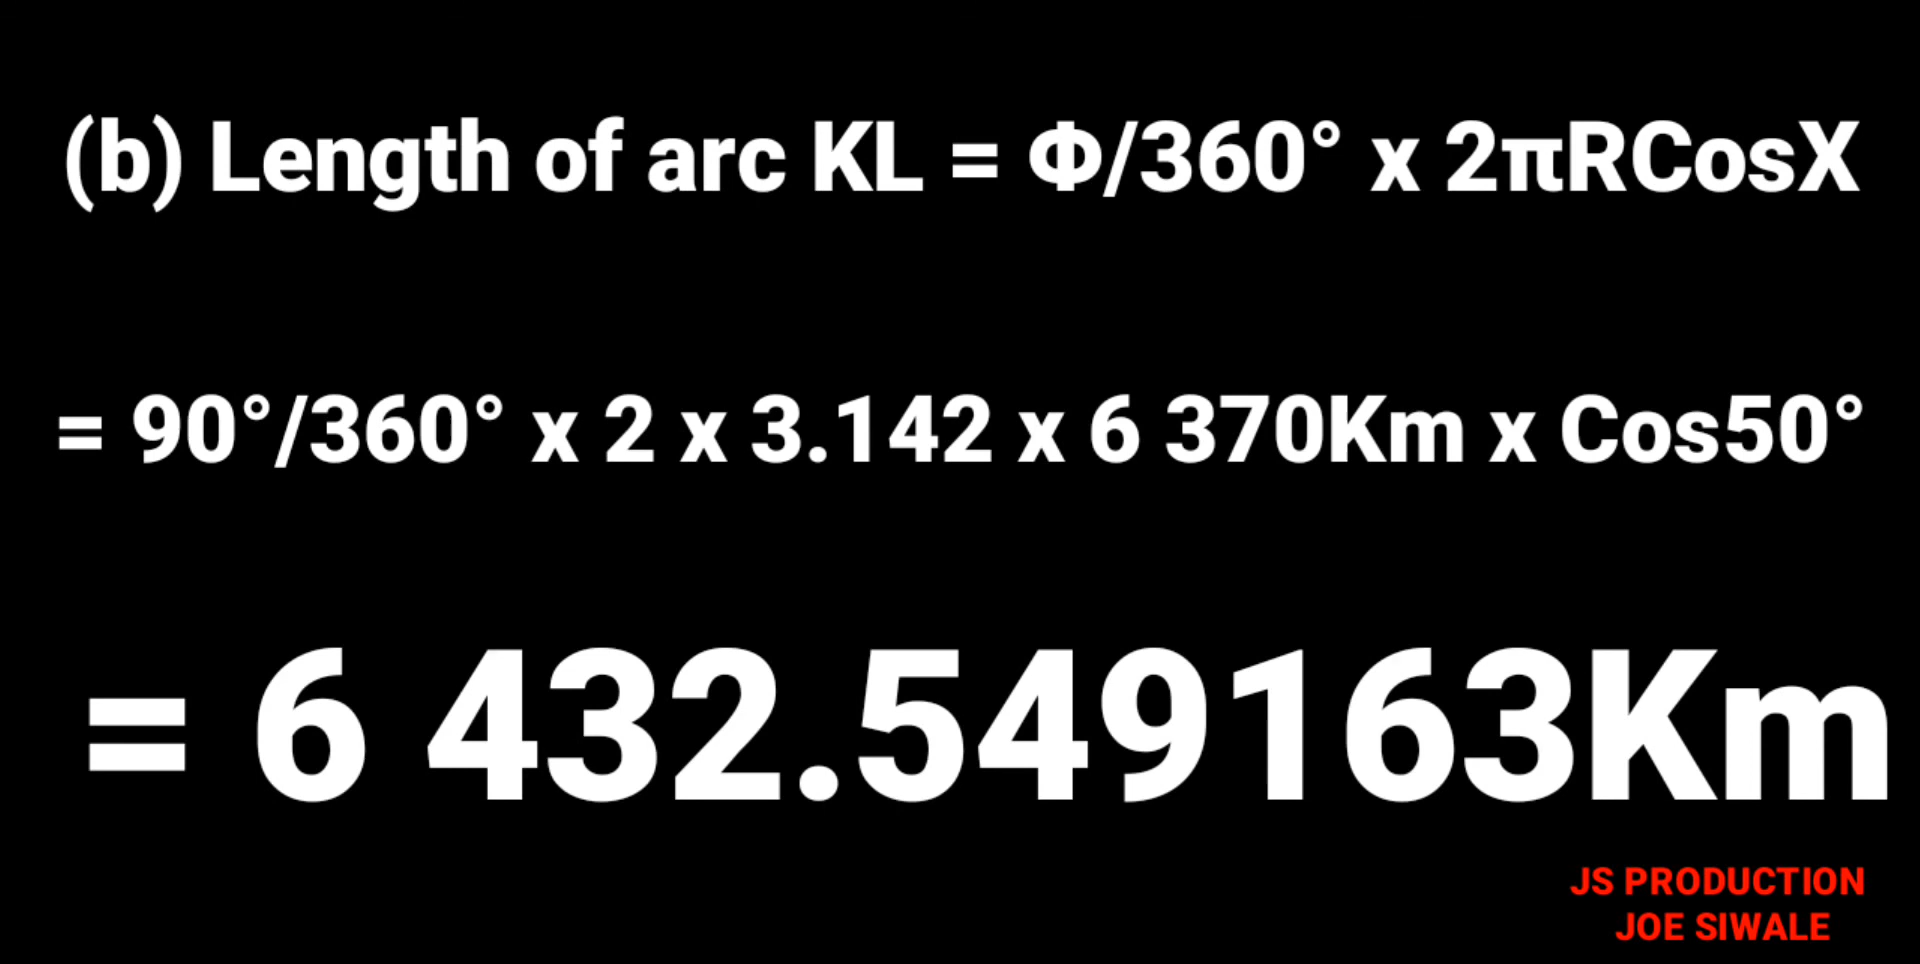 (b) Length of arc KL = Φ/360° x 2πRCosX
= 90°/360° x 2 x 3.142 x 6 370Km x Cos50°
= 6 432.549163Km
JS PRODUCTION
JOE SIWALE